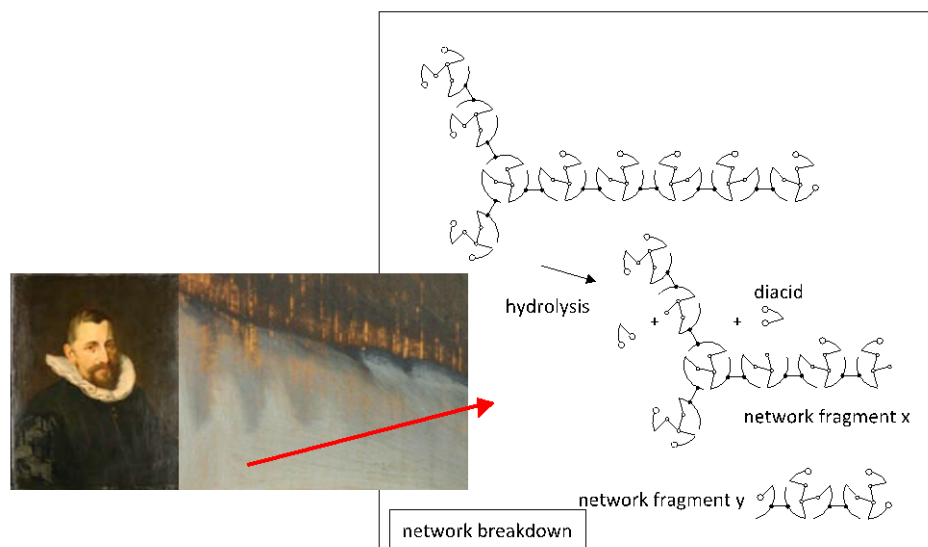 hydrolysis
diacid
+
+
network fragment x
network fragment y
network breakdown